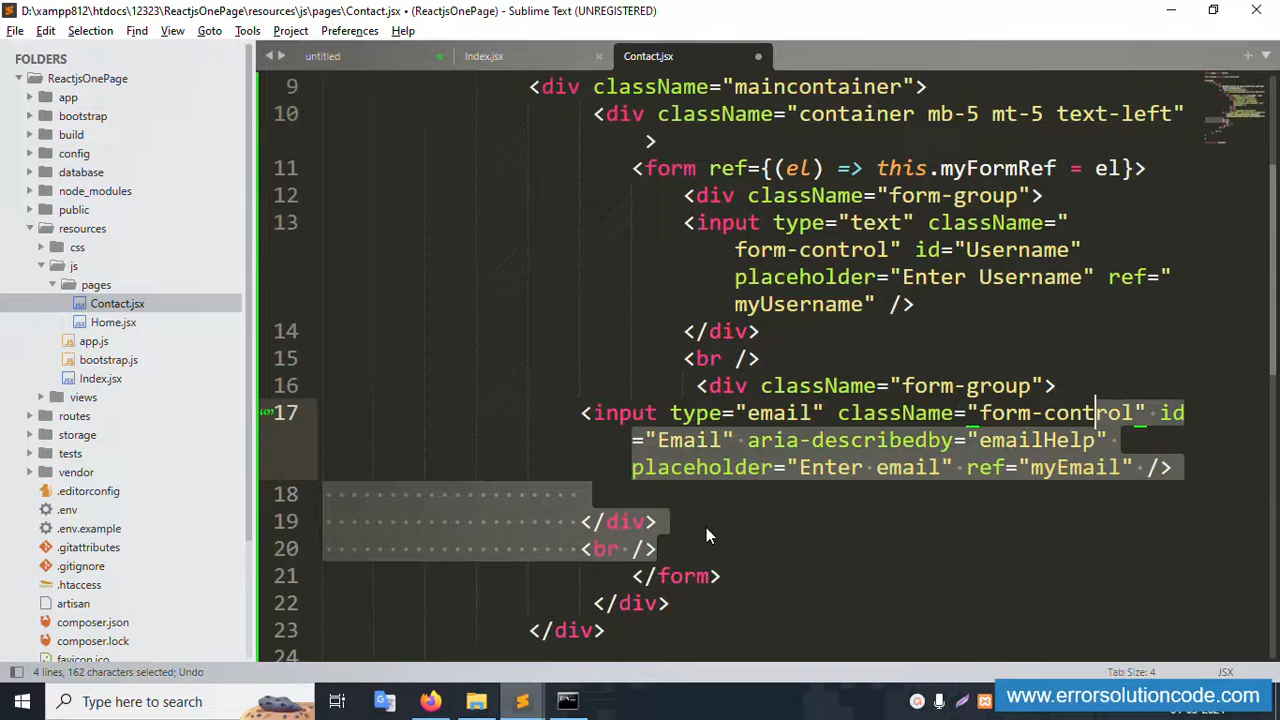 D:\xampp812\htdocs\12323\ReactjsOnePage\resources\js\pages\Contact.jsx • (ReactjsOnePage) - Sublime Text (UNREGISTERED)
File Edit Selection Find View Goto Tools Project Preferences Help
FOLDERS
ReactjsOnePage
app
bootstrap
build
config
database
node_modules
public
resources
css
js
pages
Contact.jsx
Home.jsx
app.js
bootstrap.js
Index.jsx
views
routes
storage
tests
vendor
.editorconfig
.env
.env.example
.gitattributes
.gitignore
.htaccess
artisan
composer.json
composer.lock
favicon.ico
untitled Index.jsx Contact.jsx
9 <div className="maincontainer">
10 <div className="container mb-5 mt-5 text-left"
>
11 <form ref={(el) => this.myFormRef = el}>
12 <div className="form-group">
13 <input type="text" className="
form-control" id="Username"
placeholder="Enter Username" ref="
myUsername" />
14 </div>
15 <br />
16 <div className="form-group">
17 <input type="email" className="form-control" id
="Email" aria-describedby="emailHelp"
placeholder="Enter email" ref="myEmail" />
18
19 </div>
20 <br />
21 </form>
22 </div>
23 </div>
24
4 lines, 162 characters selected; Undo Tab Size: 4 JSX
Type here to search
www.errorsolutioncode.com